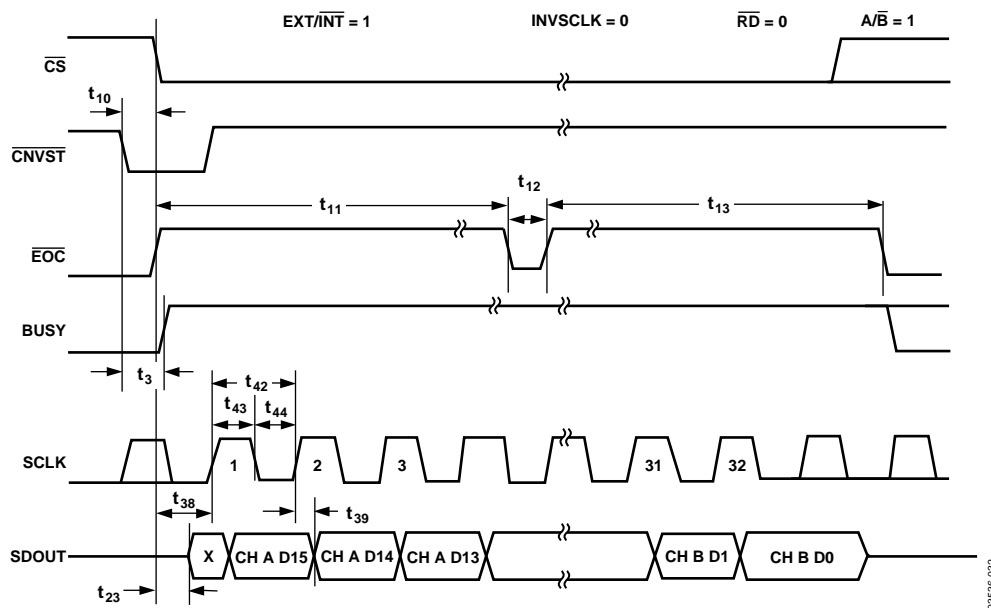 EXT/INT = 1 INVSCLK = 0 RD = 0 A/B = 1
CS
t10
CNVST
t12
t11 t13
EOC
BUSY
t3 t42
t43 t44
SCLK 1 2 3 31 32
t38 t39
SDOUT X CH A D15 CH A D14 CH A D13 CH B D1 CH B D0
t23